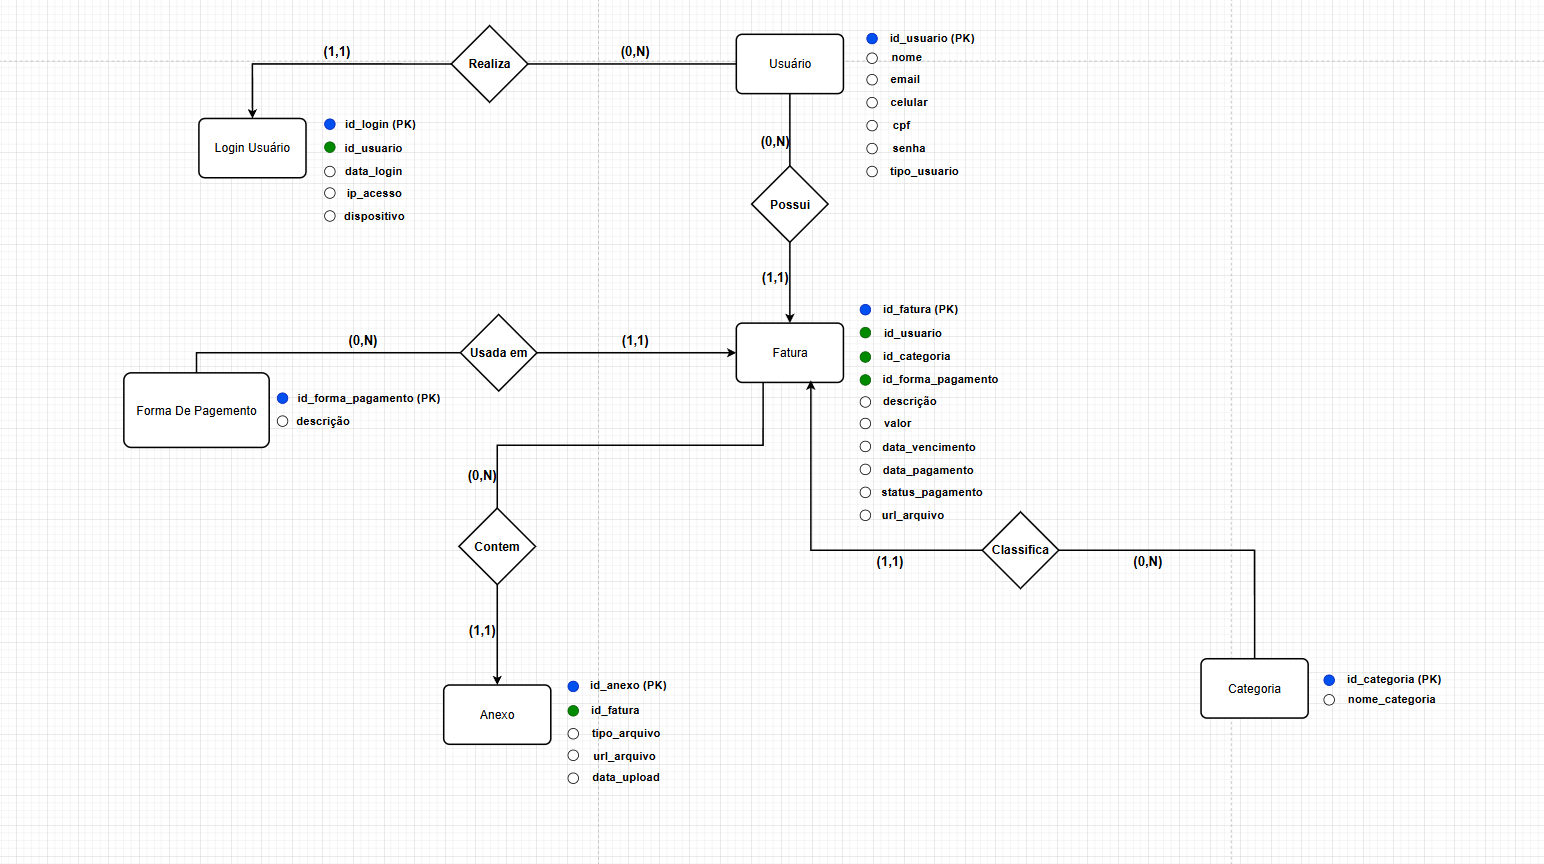 (1,1)
Realiza
(0,N)
Usuário
id_usuario (PK)
nome
email
celular
cpf
senha
tipo_usuario
Login Usuário
id_login (PK)
id_usuario
data_login
ip_acesso
dispositivo
(0,N)
Possui
(1,1)
Fatura
id_fatura (PK)
id_usuario
id_categoria
id_forma_pagamento
descrição
valor
data_vencimento
data_pagamento
status_pagamento
url_arquivo
(0,N)
Usada em
(1,1)
Forma De Pagemento
id_forma_pagamento (PK)
descrição
(0,N)
Contem
(1,1)
(1,1)
Classifica
(0,N)
Anexo
id_anexo (PK)
id_fatura
tipo_arquivo
url_arquivo
data_upload
Categoria
id_categoria (PK)
nome_categoria